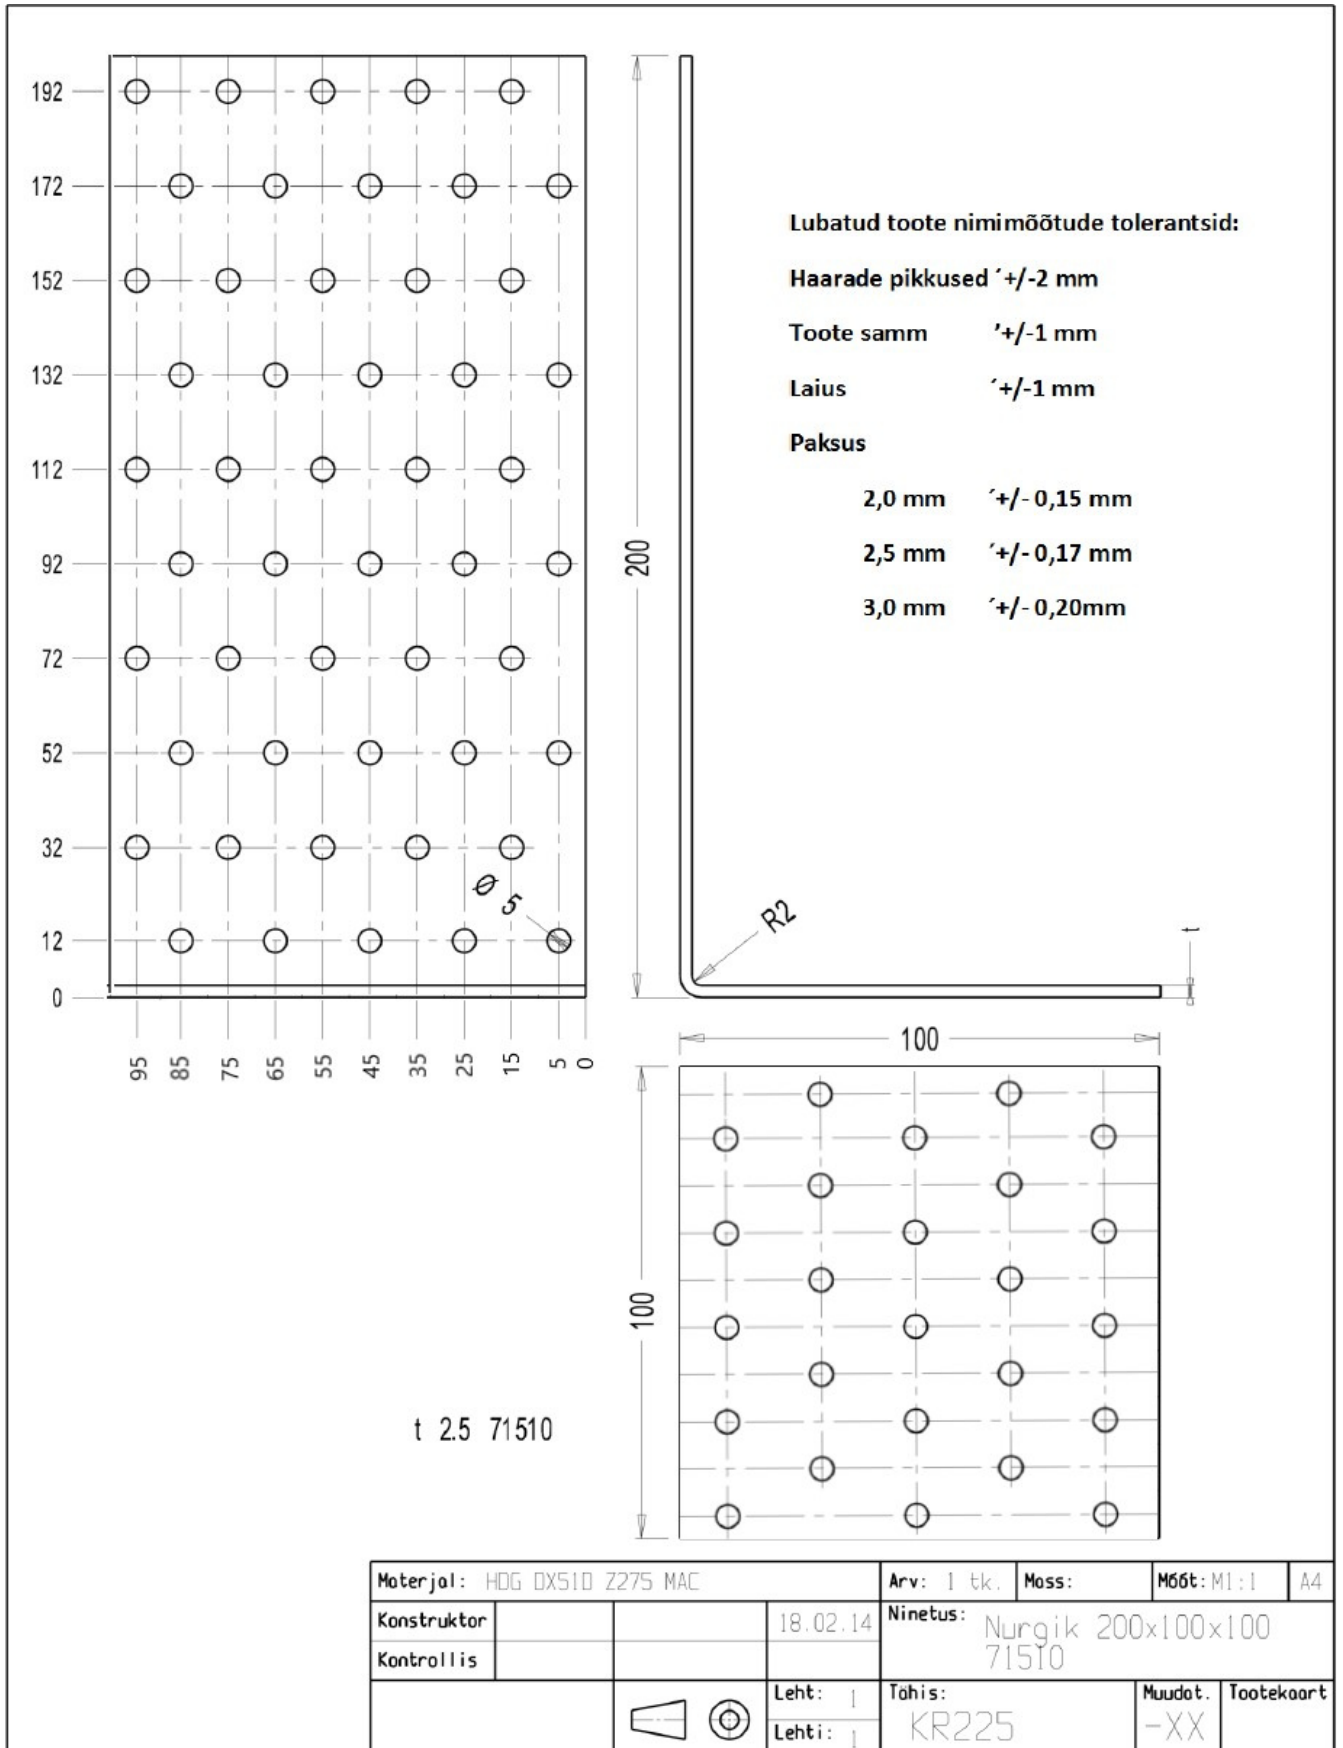 192
172
152
132
112
92
72
52
32
12
0
95 85 75 65 55 45 35 25 15 5 0
Ø 5
200
R2
t
Lubatud toote nimimõõtude tolerantsid:
Haarade pikkused ´+/-2 mm
Toote samm ’+/-1 mm
Laius ´+/-1 mm
Paksus
2,0 mm ´+/- 0,15 mm
2,5 mm ´+/- 0,17 mm
3,0 mm ´+/- 0,20mm
100
100
t 2.5 71510
Materjal: HDG DX51D Z275 MAC
Arv: 1 tk.
Mass:
Mõõt: M1:1
A4
Konstruktor
18.02.14
Kontrollis
Nimetus: Nurgik 200x100x100
71510
Leht: 1
Lehti: 1
Tähis:
KR225
Muudat.
-XX
Tootekaart